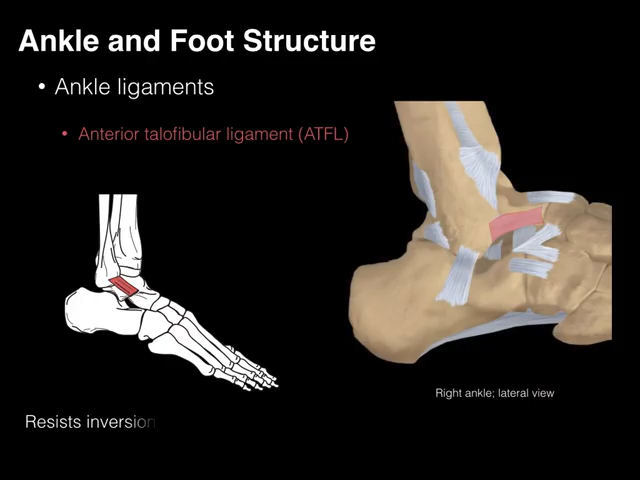 Ankle and Foot Structure
• Ankle ligaments
• Anterior talofibular ligament (ATFL)
Right ankle; lateral view
Resists inversion